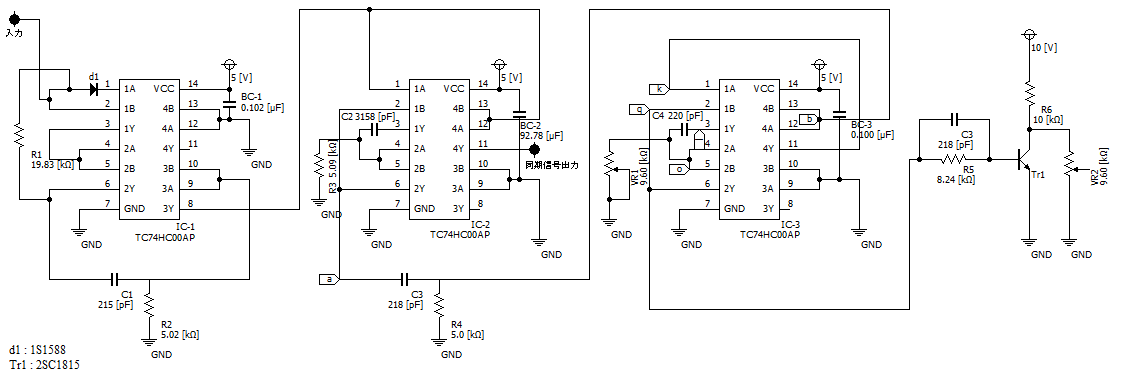 入力
d1
5 [V]
BC-1
0.102 [μF]
R1
19.83 [kΩ]
1
2
3
4
5
6
7
1A
1B
1Y
2A
2B
2Y
GND
VCC
4B
4A
4Y
3B
3A
3Y
14
13
12
11
10
9
8
IC-1
TC74HC00AP
GND
GND
C1
215 [pF]
R2
5.02 [kΩ]
GND
5 [V]
BC-2
92.78 [μF]
C2 3158 [pF]
R3 5.09 [kΩ]
GND
1
2
3
4
5
6
7
1A
1B
1Y
2A
2B
2Y
GND
VCC
4B
4A
4Y
3B
3A
3Y
14
13
12
11
10
9
8
同期信号出力
IC-2
TC74HC00AP
GND
GND
a
C3
218 [pF]
R4
5.0 [kΩ]
GND
k
q
o
b
5 [V]
BC-3
0.100 [μF]
C4 220 [pF]
VR1
9.60 [kΩ]
GND
1
2
3
4
5
6
7
1A
1B
1Y
2A
2B
2Y
GND
VCC
4B
4A
4Y
3B
3A
3Y
14
13
12
11
10
9
8
IC-3
TC74HC00AP
GND
GND
C3
218 [pF]
R5
8.24 [kΩ]
10 [V]
R6
10 [kΩ]
Tr1
VR2
9.60 [kΩ]
GND
GND
d1 : 1S1588
Tr1 : 2SC1815